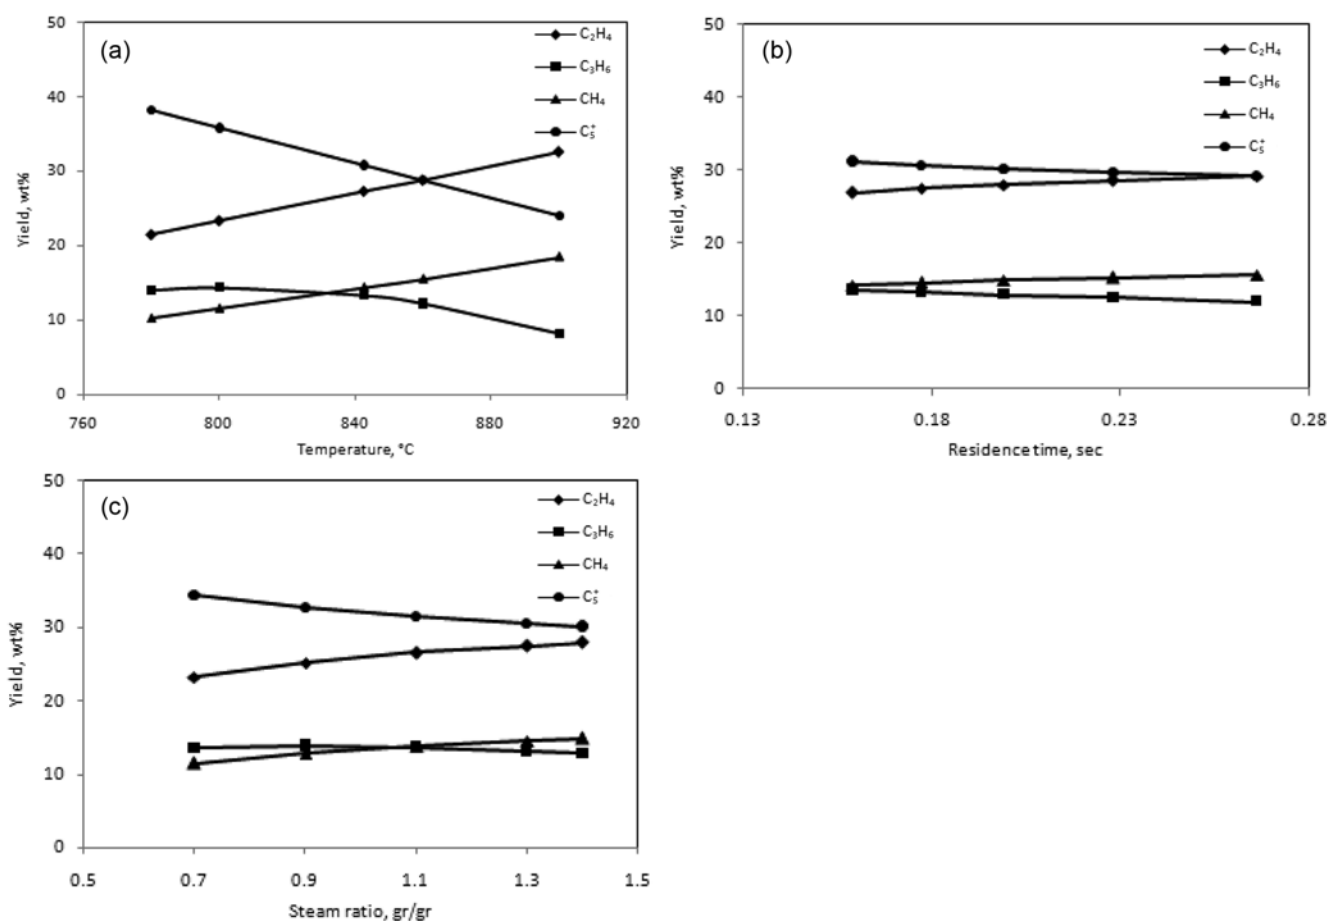 (a)
Yield, wt%
50
40
30
20
10
0
760
800
840
880
920
Temperature, °C
C₂H₄
C₃H₆
CH₄
C₅⁺
(b)
Yield, wt%
50
40
30
20
10
0
0.13
0.18
0.23
0.28
Residence time, sec
C₂H₄
C₃H₆
CH₄
C₅⁺
(c)
Yield, wt%
50
40
30
20
10
0
0.5
0.7
0.9
1.1
1.3
1.5
Steam ratio, gr/gr
C₂H₄
C₃H₆
CH₄
C₅⁺